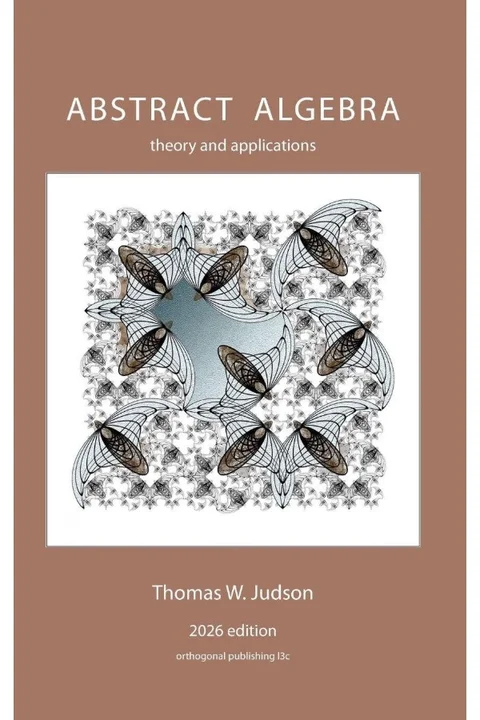 ABSTRACT ALGEBRA
theory and applications
Thomas W. Judson
2026 edition
orthogonal publishing l3c